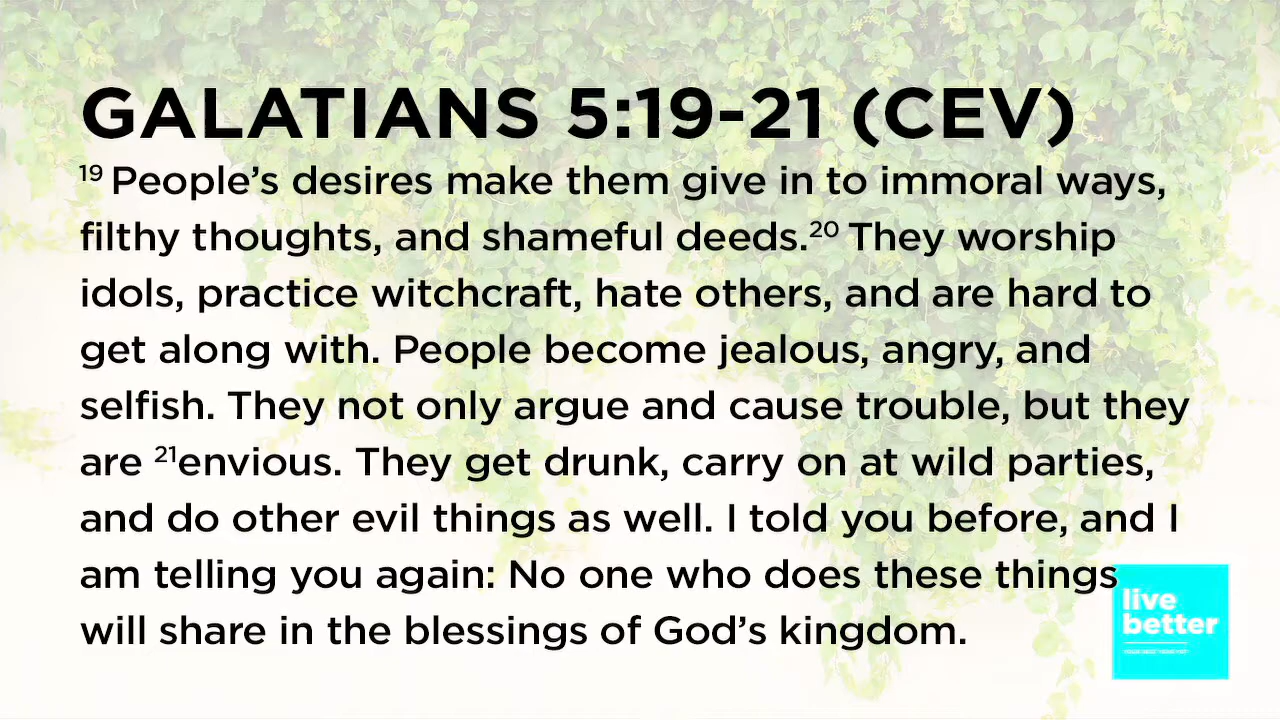 GALATIANS 5:19-21 (CEV)
¹⁹ People’s desires make them give in to immoral ways,
filthy thoughts, and shameful deeds.²⁰ They worship
idols, practice witchcraft, hate others, and are hard to
get along with. People become jealous, angry, and
selfish. They not only argue and cause trouble, but they
are ²¹envious. They get drunk, carry on at wild parties,
and do other evil things as well. I told you before, and I
am telling you again: No one who does these things
will share in the blessings of God’s kingdom.
live
better